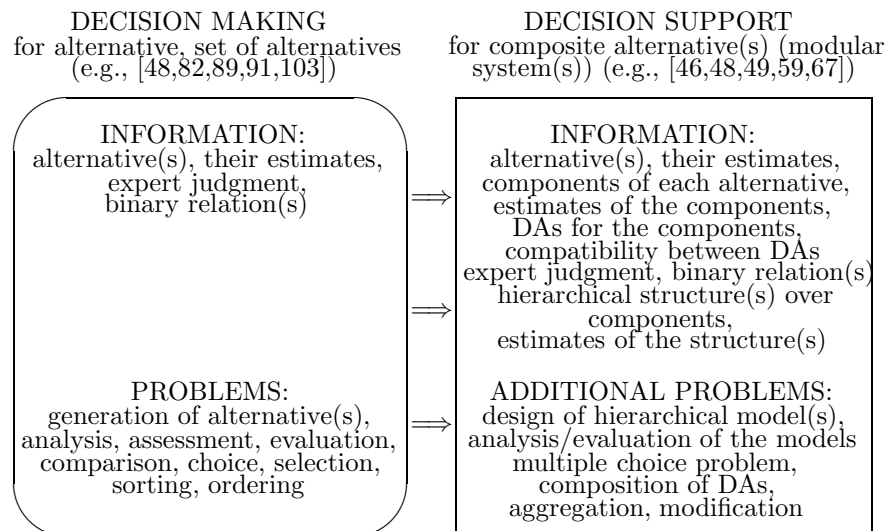 DECISION MAKING
for alternative, set of alternatives
(e.g., [48,82,89,91,103])
INFORMATION:
alternative(s), their estimates,
expert judgment,
binary relation(s)
PROBLEMS:
generation of alternative(s),
analysis, assessment, evaluation,
comparison, choice, selection,
sorting, ordering
⟹
⟹
⟹
DECISION SUPPORT
for composite alternative(s) (modular
system(s)) (e.g., [46,48,49,59,67])
INFORMATION:
alternative(s), their estimates,
components of each alternative,
estimates of the components,
DAs for the components,
compatibility between DAs
expert judgment, binary relation(s)
hierarchical structure(s) over
components,
estimates of the structure(s)
ADDITIONAL PROBLEMS:
design of hierarchical model(s),
analysis/evaluation of the models
multiple choice problem,
composition of DAs,
aggregation, modification